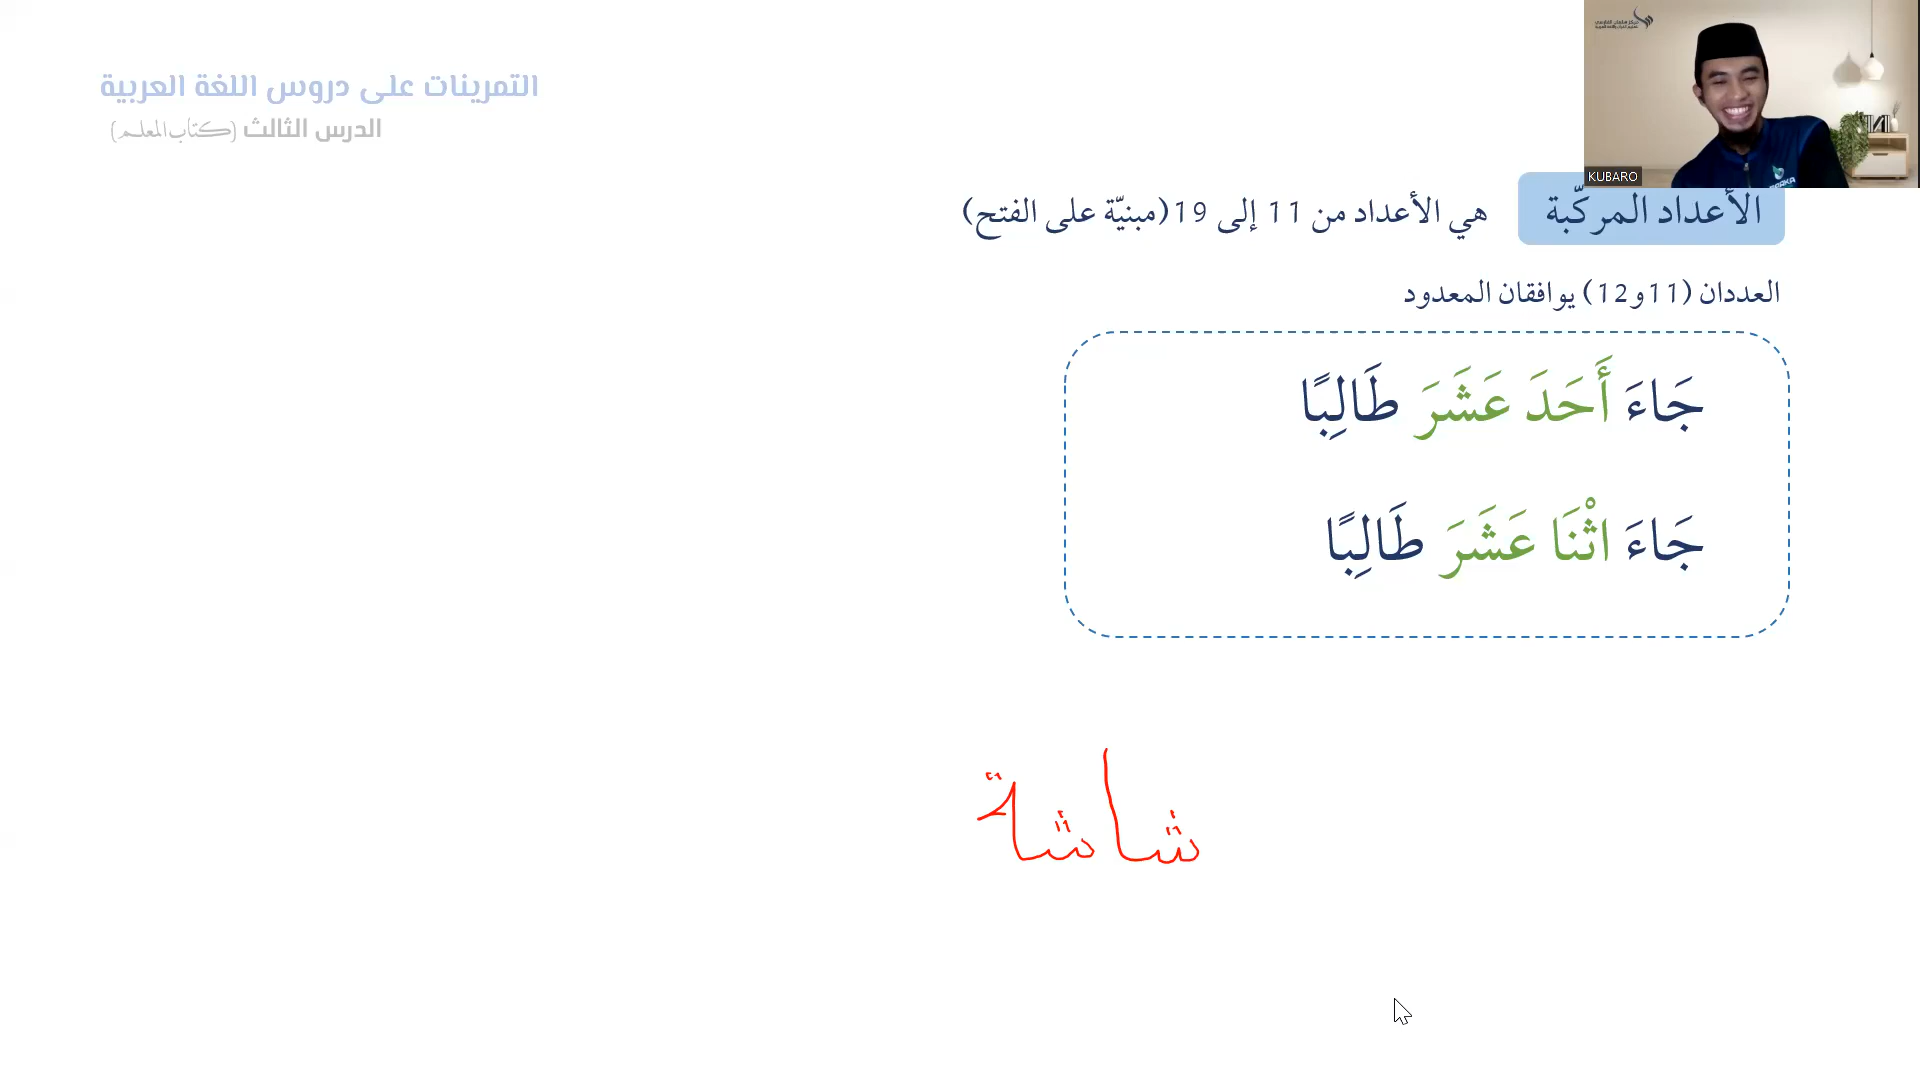 التمرينات على دروس اللغة العربية
الدرس الثالث (كتاب المعلم)
KUBARO
الأعداد المركّبة هي الأعداد من 11 إلى 19 (مبنيّة على الفتح)
العددان (11 و 12) يوافقان المعدود
جَاءَ أَحَدَ عَشَرَ طَالِبًا
جَاءَ اثْنَا عَشَرَ طَالِبًا
شاشة